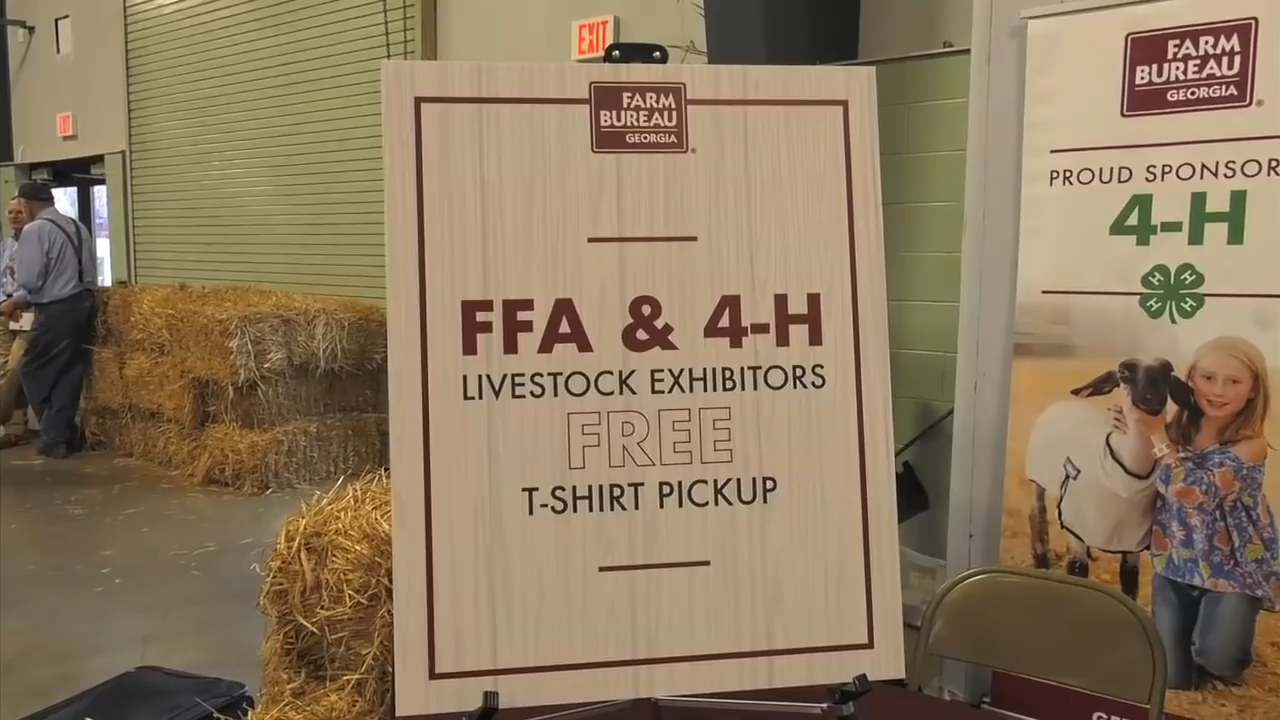 EXIT
FARM
BUREAU
GEORGIA
FFA & 4-H
LIVESTOCK EXHIBITORS
FREE
T-SHIRT PICKUP
FARM
BUREAU
GEORGIA
PROUD SPONSOR
4-H
H H
H H